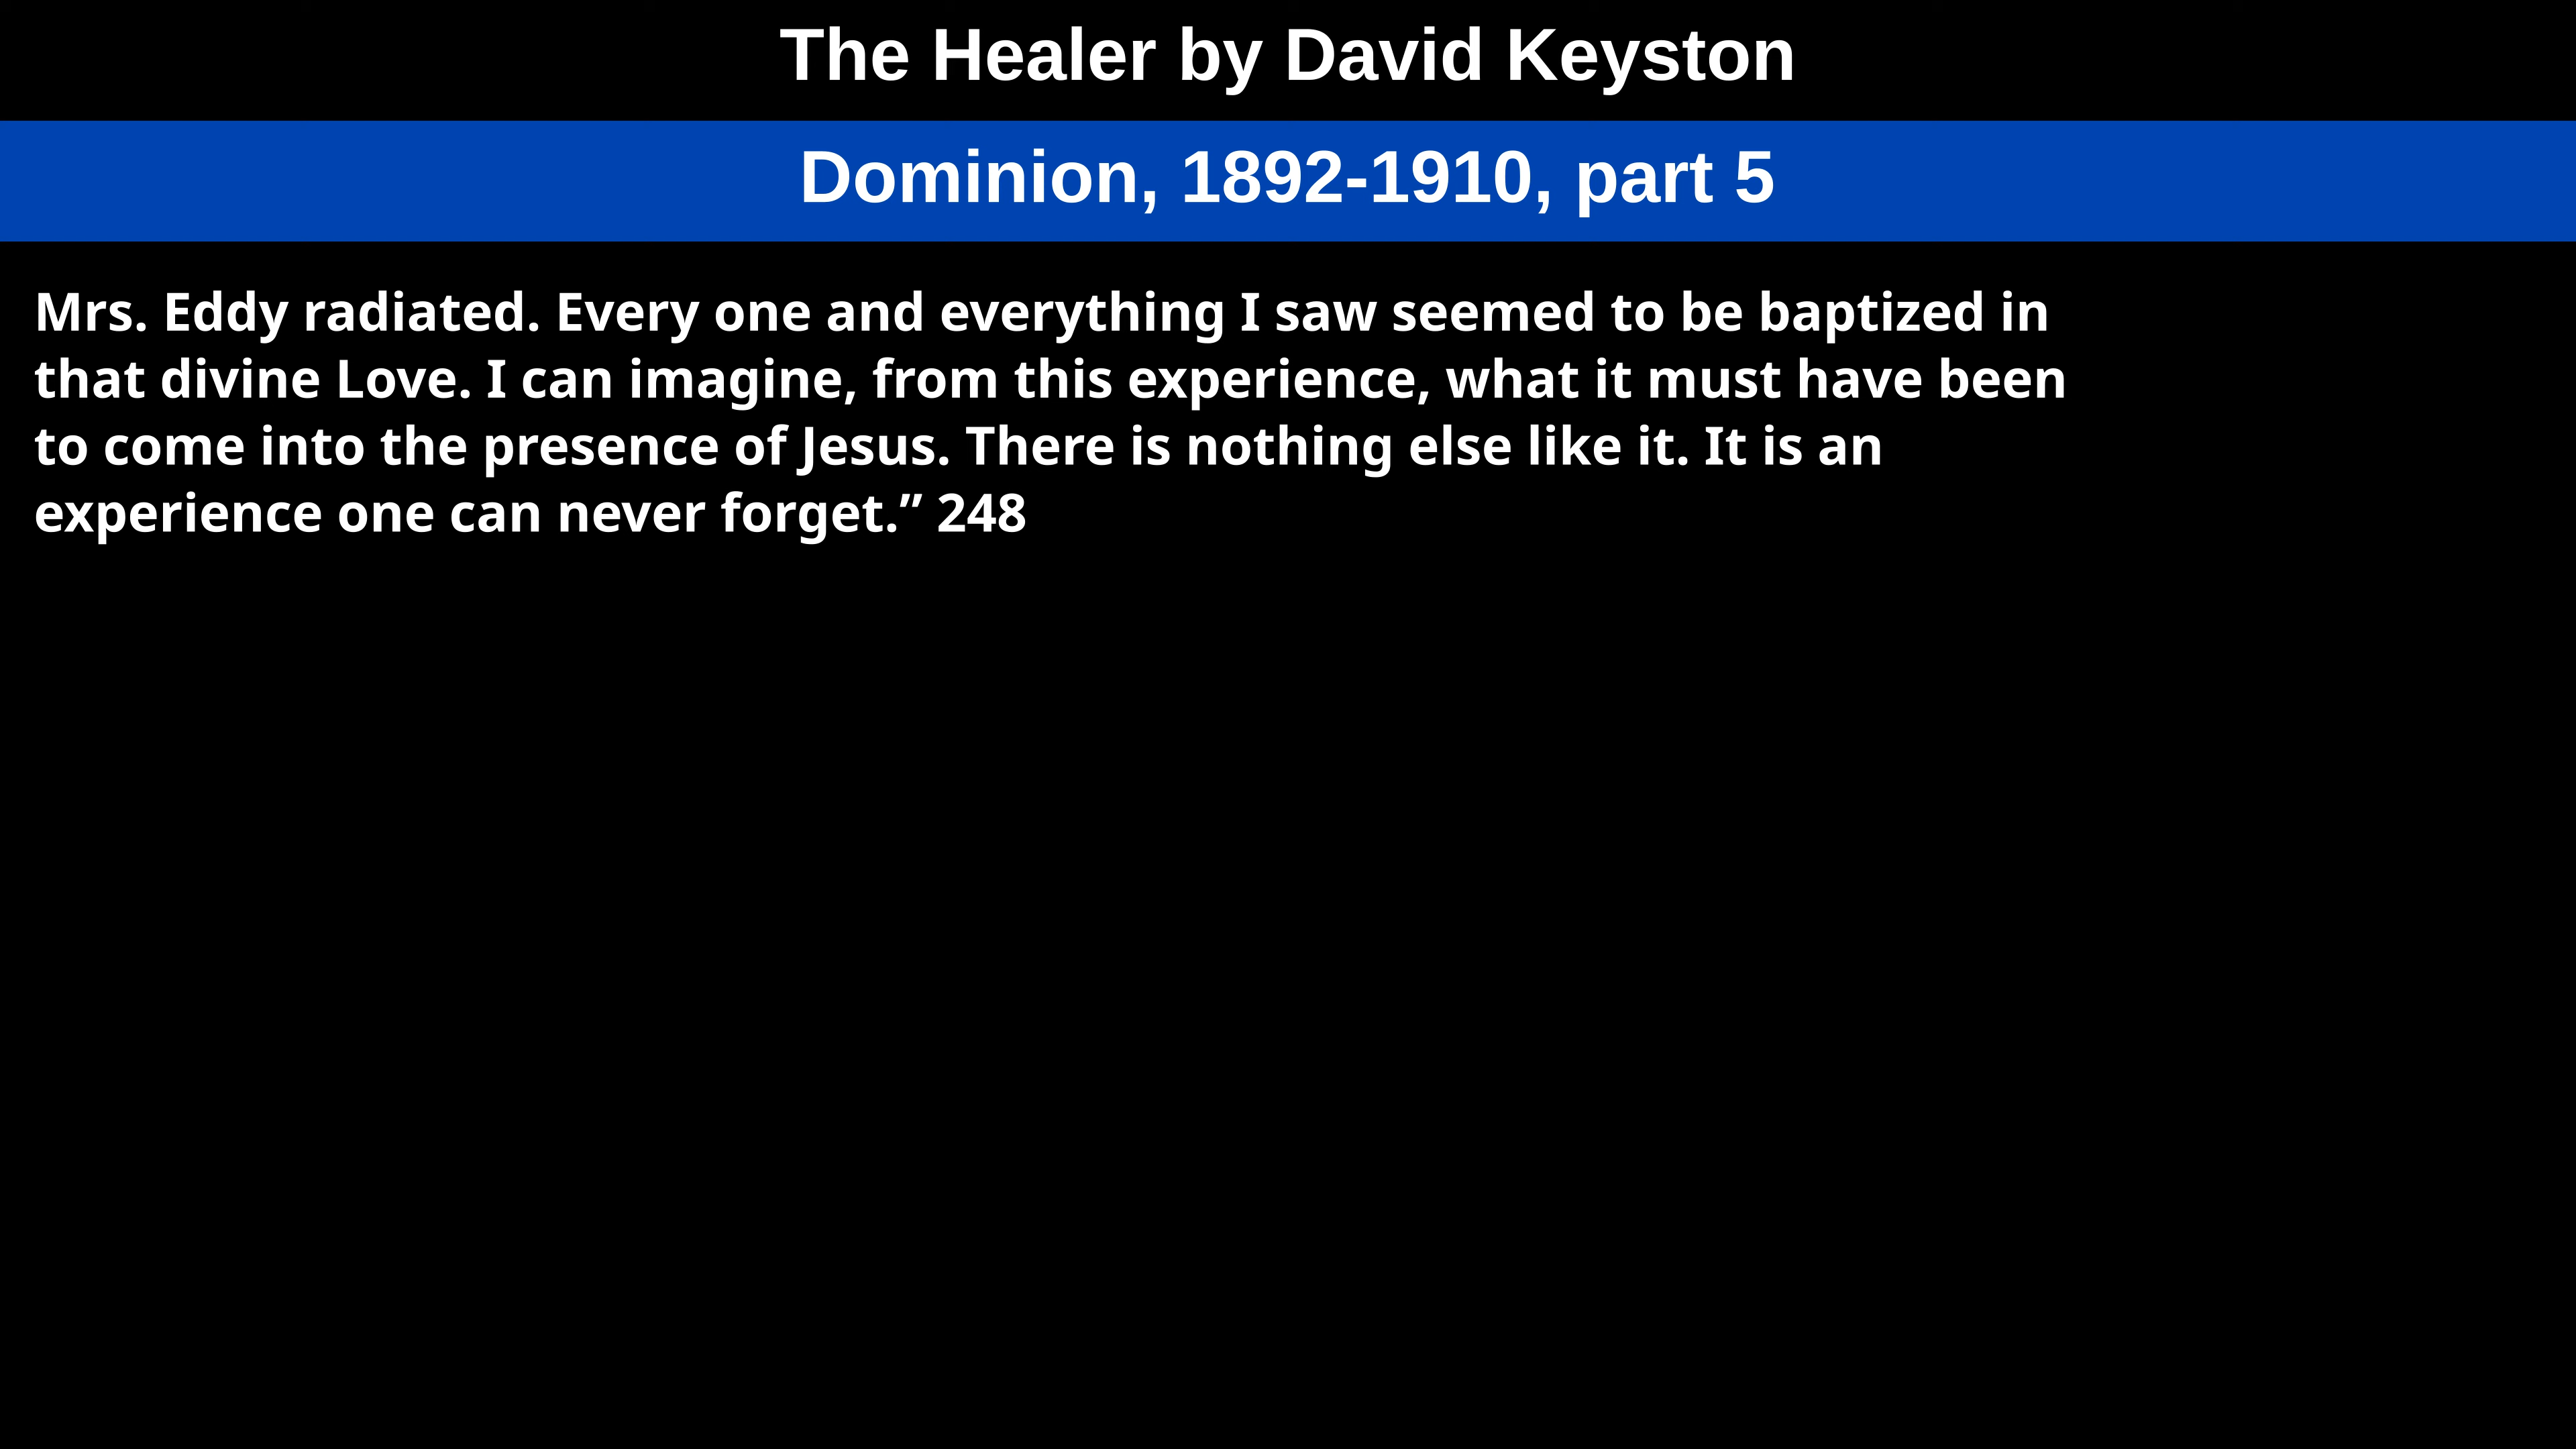 The Healer by David Keyston
Dominion, 1892-1910, part 5
Mrs. Eddy radiated. Every one and everything I saw seemed to be baptized in
that divine Love. I can imagine, from this experience, what it must have been
to come into the presence of Jesus. There is nothing else like it. It is an
experience one can never forget.” 248